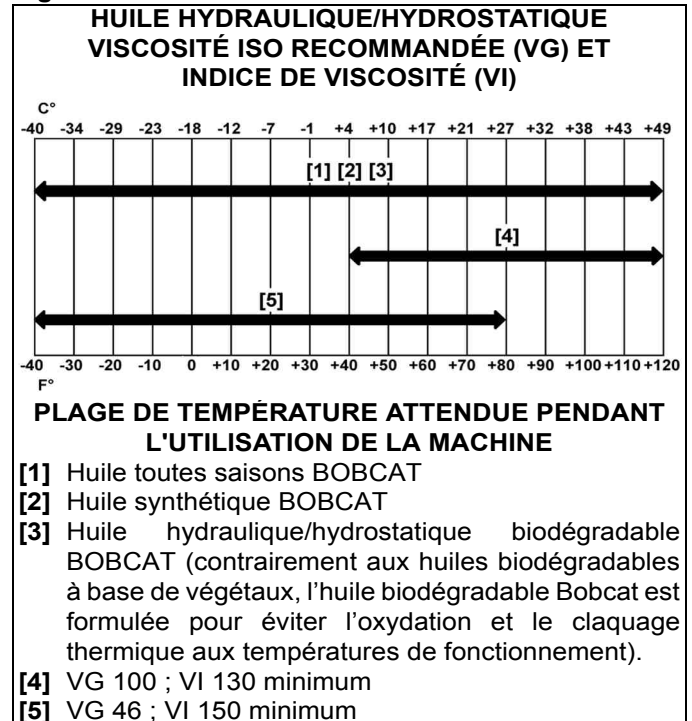 HUILE HYDRAULIQUE/HYDROSTATIQUE
VISCOSITÉ ISO RECOMMANDÉE (VG) ET
INDICE DE VISCOSITÉ (VI)
C°
-40 -34 -29 -23 -18 -12 -7 -1 +4 +10 +17 +21 +27 +32 +38 +43 +49
[1] [2] [3]
[4]
[5]
-40 -30 -20 -10 0 +10 +20 +30 +40 +50 +60 +70 +80 +90 +100 +110 +120
F°
PLAGE DE TEMPÉRATURE ATTENDUE PENDANT
L'UTILISATION DE LA MACHINE
[1] Huile toutes saisons BOBCAT
[2] Huile synthétique BOBCAT
[3] Huile hydraulique/hydrostatique biodégradable
BOBCAT (contrairement aux huiles biodégradables
à base de végétaux, l’huile biodégradable Bobcat est
formulée pour éviter l’oxydation et le claquage
thermique aux températures de fonctionnement).
[4] VG 100 ; VI 130 minimum
[5] VG 46 ; VI 150 minimum